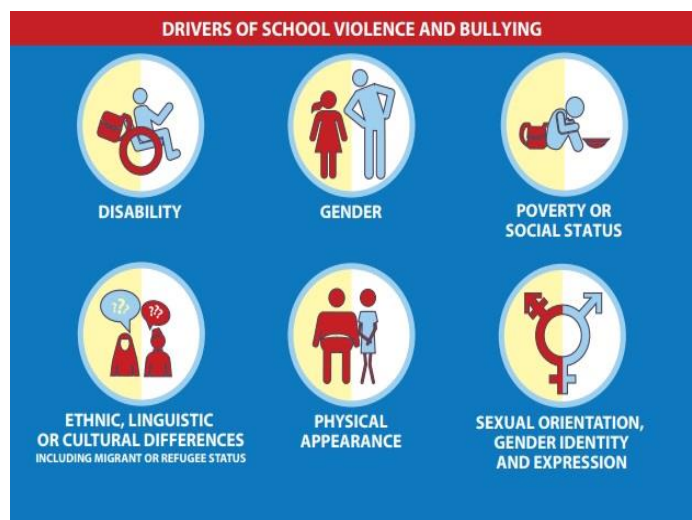 DRIVERS OF SCHOOL VIOLENCE AND BULLYING
DISABILITY
GENDER
POVERTY OR
SOCIAL STATUS
???
???
ETHNIC, LINGUISTIC
OR CULTURAL DIFFERENCES
INCLUDING MIGRANT OR REFUGEE STATUS
PHYSICAL
APPEARANCE
SEXUAL ORIENTATION,
GENDER IDENTITY
AND EXPRESSION